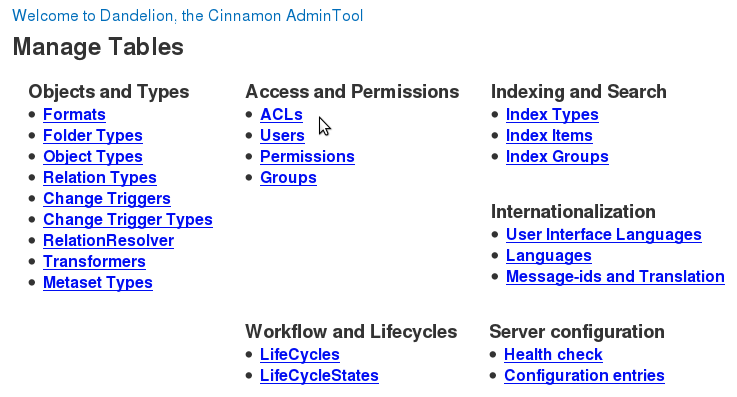 Welcome to Dandelion, the Cinnamon AdminTool
Manage Tables
Objects and Types
Formats
Folder Types
Object Types
Relation Types
Change Triggers
Change Trigger Types
RelationResolver
Transformers
Metaset Types
Access and Permissions
ACLs
Users
Permissions
Groups
Indexing and Search
Index Types
Index Items
Index Groups
Internationalization
User Interface Languages
Languages
Message-ids and Translation
Workflow and Lifecycles
LifeCycles
LifeCycleStates
Server configuration
Health check
Configuration entries